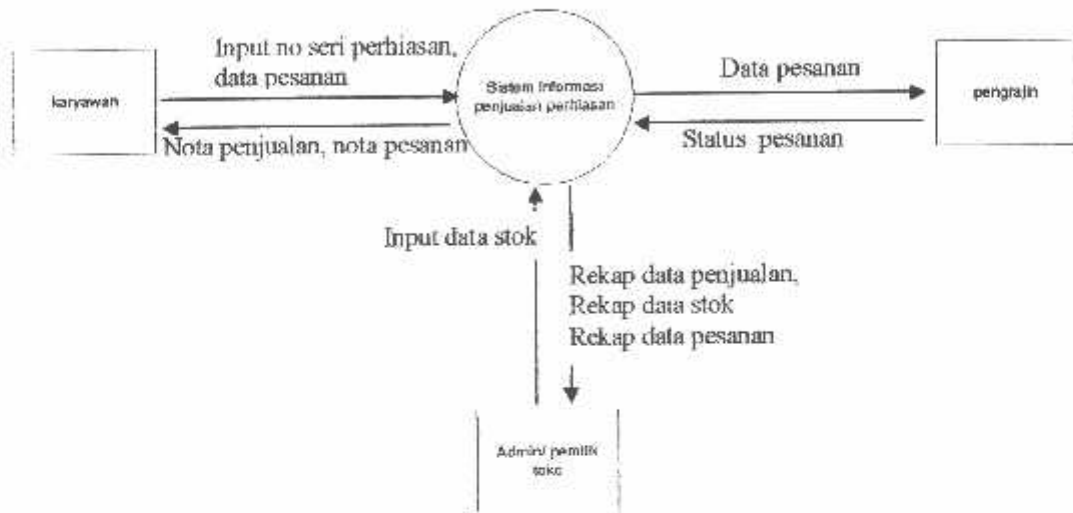 Input no seri perhiasan,
data pesanan
karyawan
Nota penjualan, nota pesanan
Sistem informasi
penjualan perhiasan
Data pesanan
Status pesanan
pengrajin
Input data stok
Rekap data penjualan,
Rekap data stok
Rekap data pesanan
Admin/ pemilik
toko